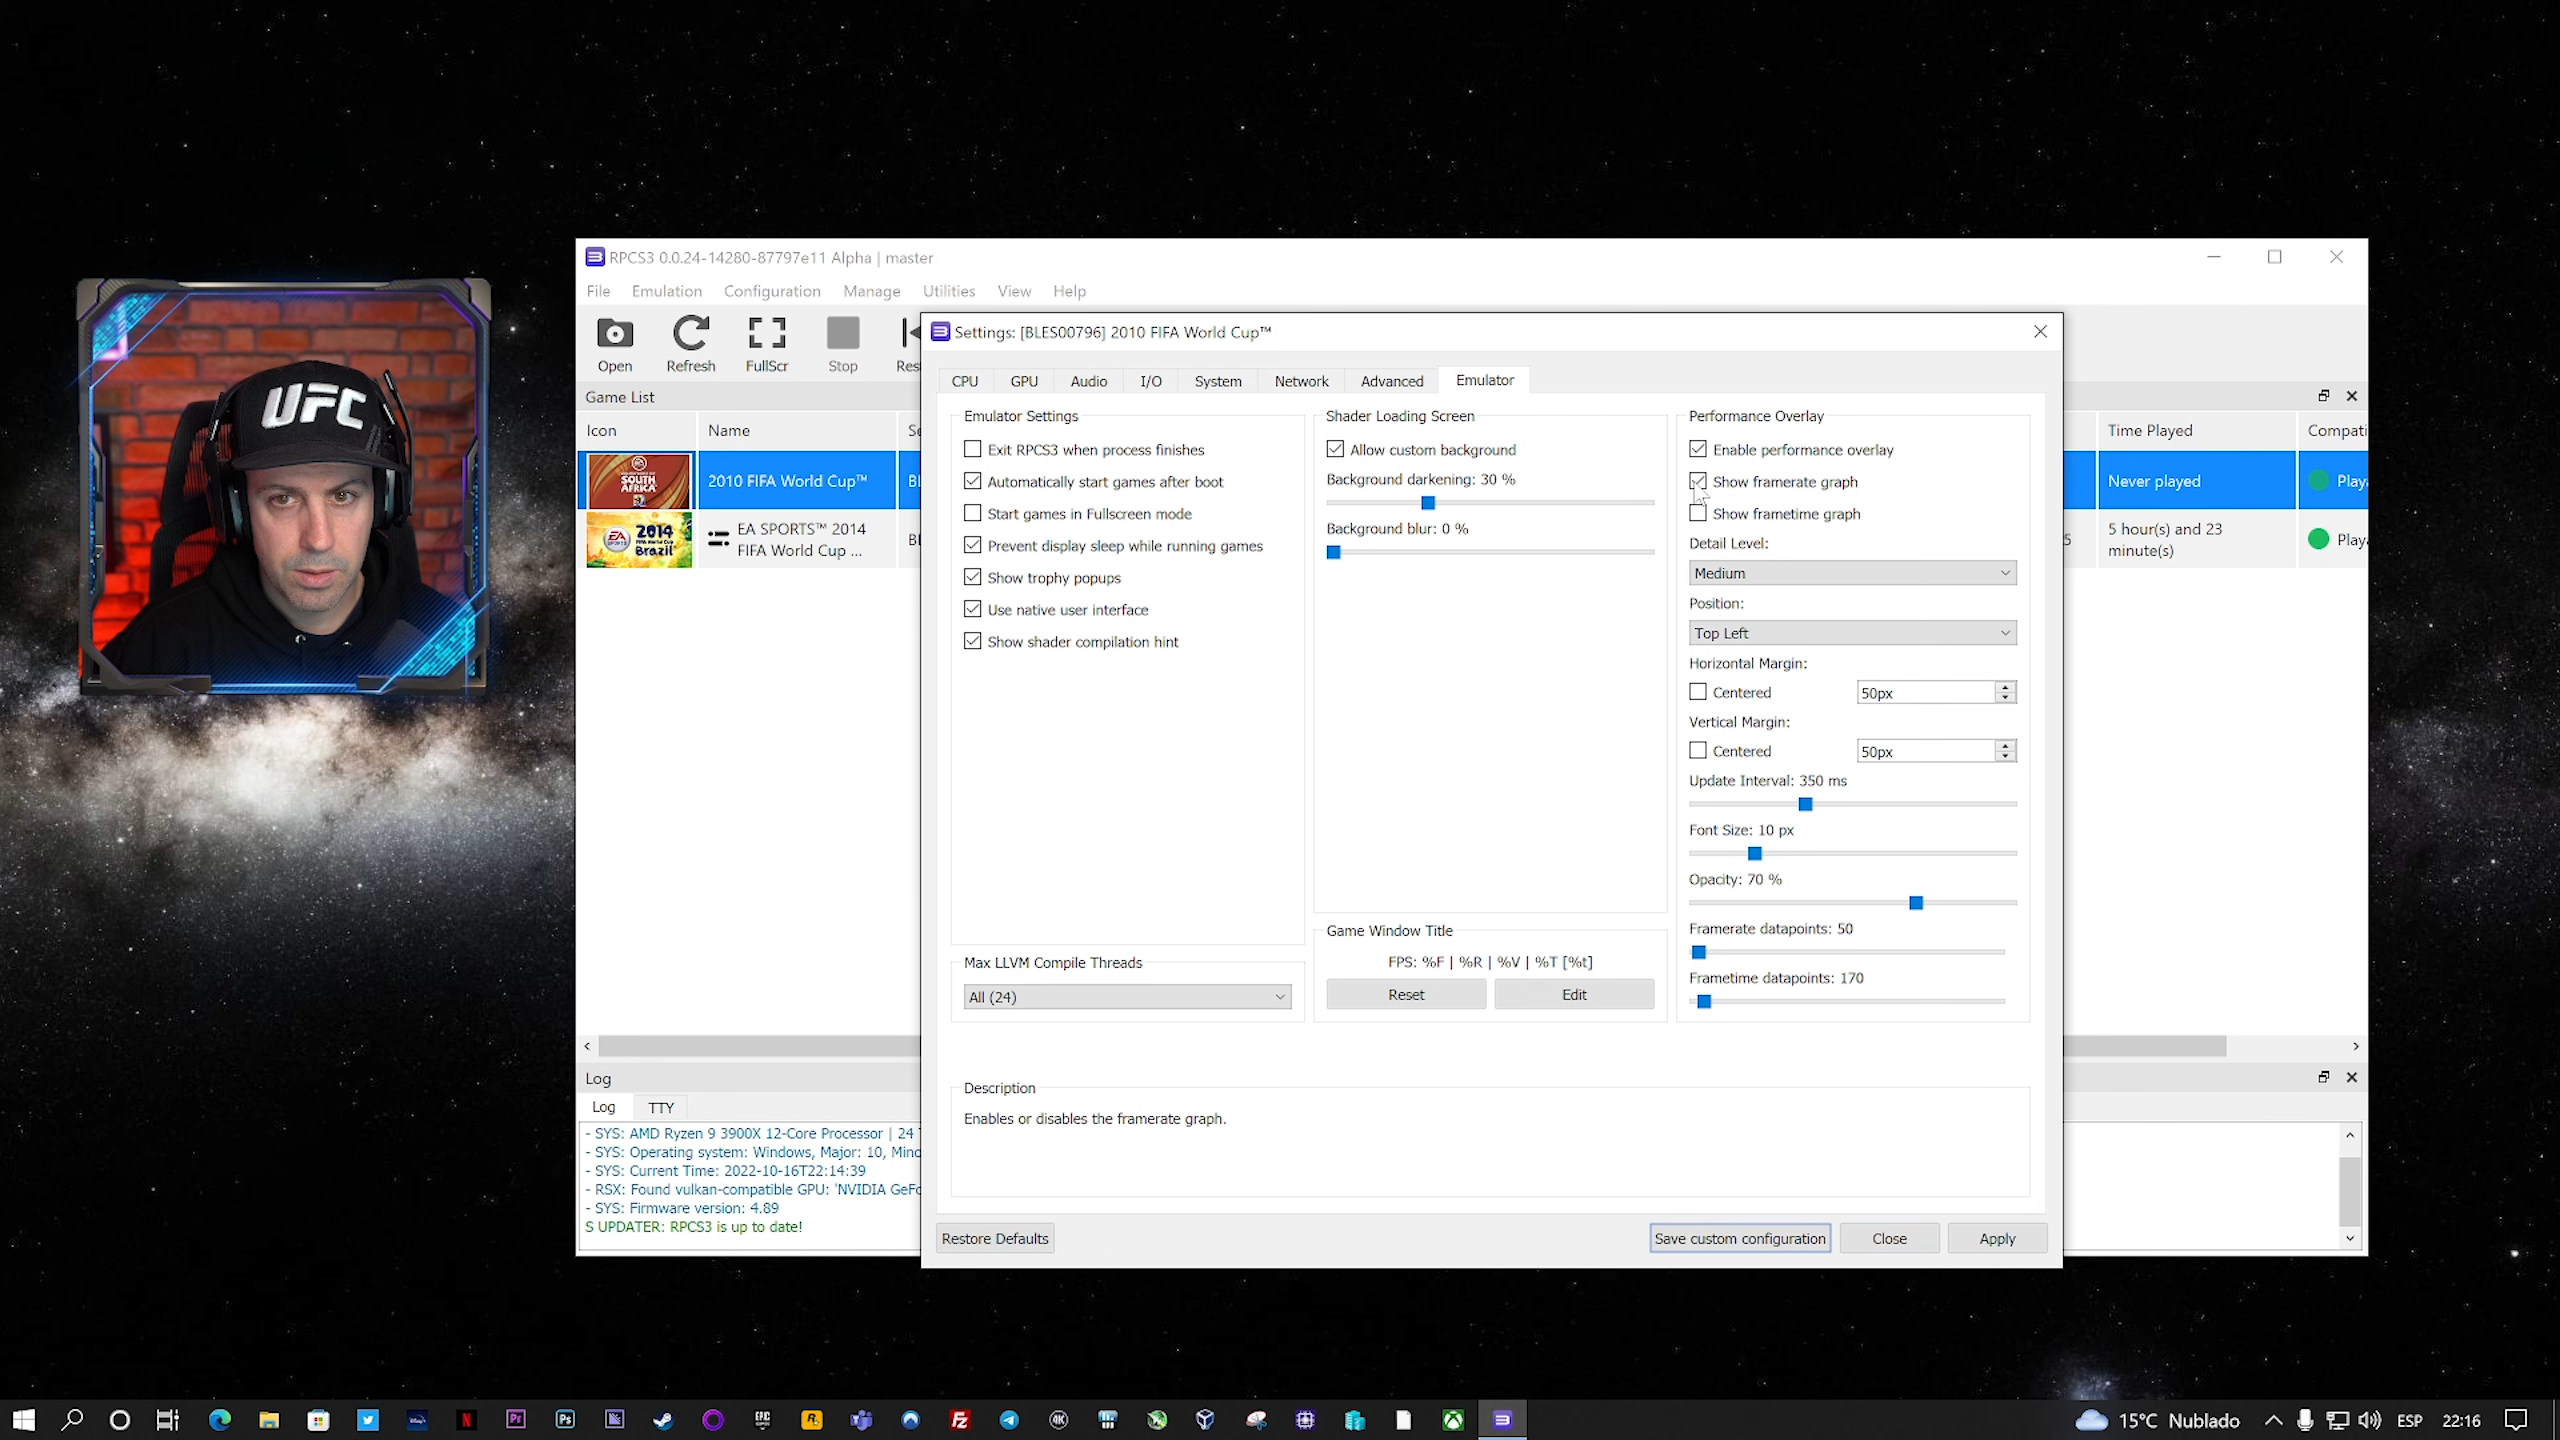 RPCS3 0.0.24-14280-87797e11 Alpha | master
File Emulation Configuration Manage Utilities View Help
Open Refresh FullScr Stop
Game List
Icon Name
Time Played
SOUTH AFRICA
2010 FIFA World Cup™
Never played
EA SPORTS
2014
Brazil
EA SPORTS™ 2014
FIFA World Cup ...
5 hour(s) and 23
minute(s)
UFC
Settings: [BLES00796] 2010 FIFA World Cup™
CPU GPU Audio I/O System Network Advanced Emulator
Emulator Settings
Exit RPCS3 when process finishes
Automatically start games after boot
Start games in Fullscreen mode
Prevent display sleep while running games
Show trophy popups
Use native user interface
Show shader compilation hint
Max LLVM Compile Threads
All (24)
Shader Loading Screen
Allow custom background
Background darkening: 30 %
Background blur: 0 %
Game Window Title
FPS: %F | %R | %V | %T [%t]
Reset Edit
Performance Overlay
Enable performance overlay
Show framerate graph
Show frametime graph
Detail Level:
Medium
Position:
Top Left
Horizontal Margin:
Centered 50px
Vertical Margin:
Centered 50px
Update Interval: 350 ms
Font Size: 10 px
Opacity: 70 %
Framerate datapoints: 50
Frametime datapoints: 170
Description
Enables or disables the framerate graph.
Restore Defaults Save custom configuration Close Apply
Log
Log TTY
- SYS: AMD Ryzen 9 3900X 12-Core Processor | 24
- SYS: Operating system: Windows, Major: 10,
- SYS: Current Time: 2022-10-16T22:14:39
- RSX: Found vulkan-compatible GPU: 'NVIDIA
- SYS: Firmware version: 4.89
S UPDATER: RPCS3 is up to date!
15°C Nublado ESP 22:16